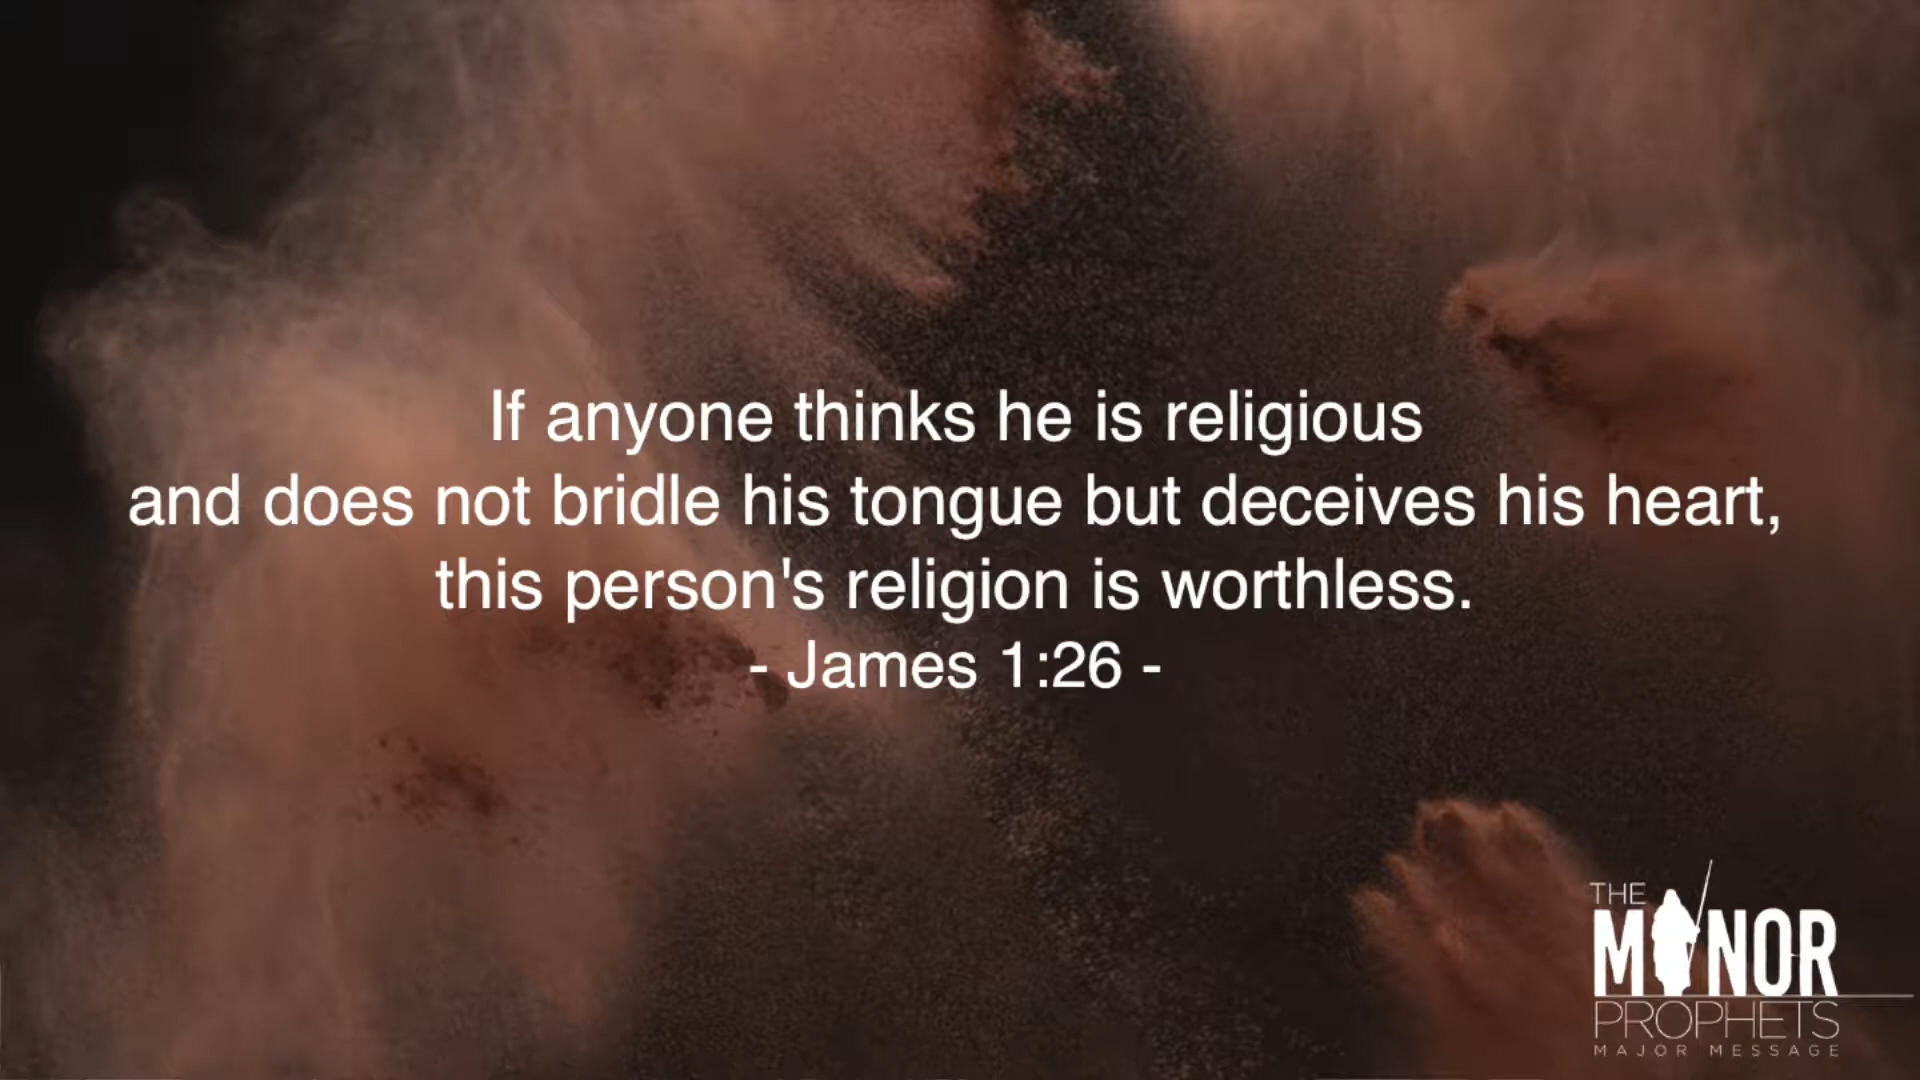 If anyone thinks he is religious
and does not bridle his tongue but deceives his heart,
this person's religion is worthless.
- James 1:26 -
THE
MINOR
PROPHETS
MAJOR MESSAGE